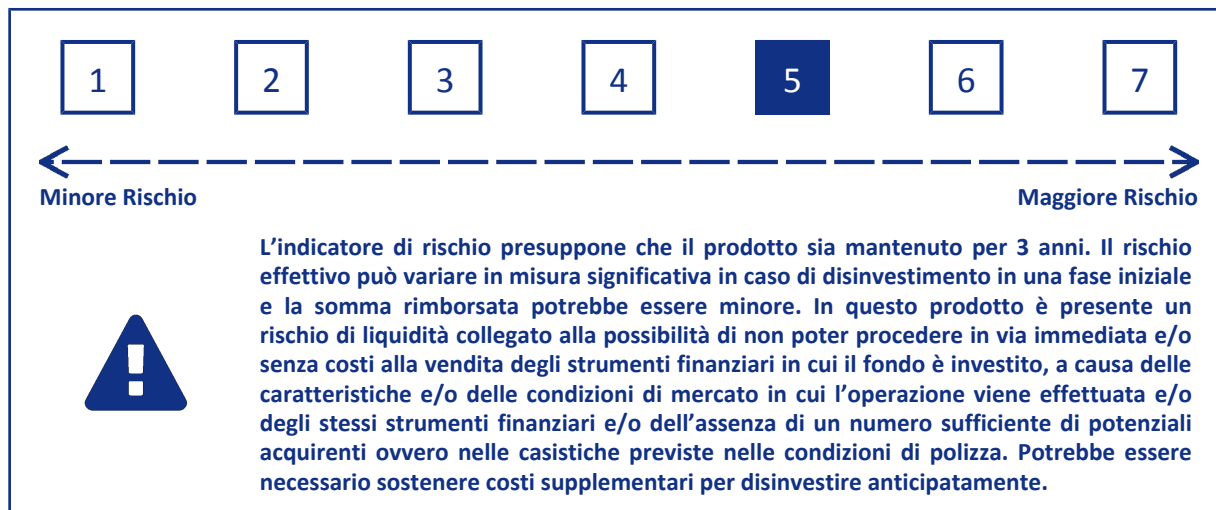 1 2 3 4 5 6 7
Minore Rischio Maggiore Rischio
L’indicatore di rischio presuppone che il prodotto sia mantenuto per 3 anni. Il rischio
effettivo può variare in misura significativa in caso di disinvestimento in una fase iniziale
e la somma rimborsata potrebbe essere minore. In questo prodotto è presente un
rischio di liquidità collegato alla possibilità di non poter procedere in via immediata e/o
senza costi alla vendita degli strumenti finanziari in cui il fondo è investito, a causa delle
caratteristiche e/o delle condizioni di mercato in cui l’operazione viene effettuata e/o
degli stessi strumenti finanziari e/o dell’assenza di un numero sufficiente di potenziali
acquirenti ovvero nelle casistiche previste nelle condizioni di polizza. Potrebbe essere
necessario sostenere costi supplementari per disinvestire anticipatamente.